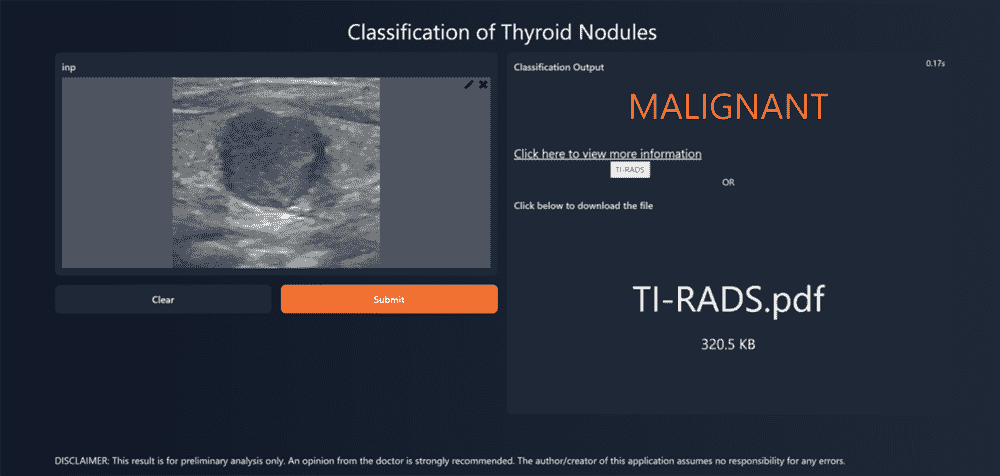 Classification of Thyroid Nodules
inp
Clear
Submit
Classification Output
0.17s
MALIGNANT
Click here to view more information
TI-RADS
OR
Click below to download the file
TI-RADS.pdf
320.5 KB
DISCLAIMER: This result is for preliminary analysis only. An opinion from the doctor is strongly recommended. The author/creator of this application assumes no responsibility for any errors.